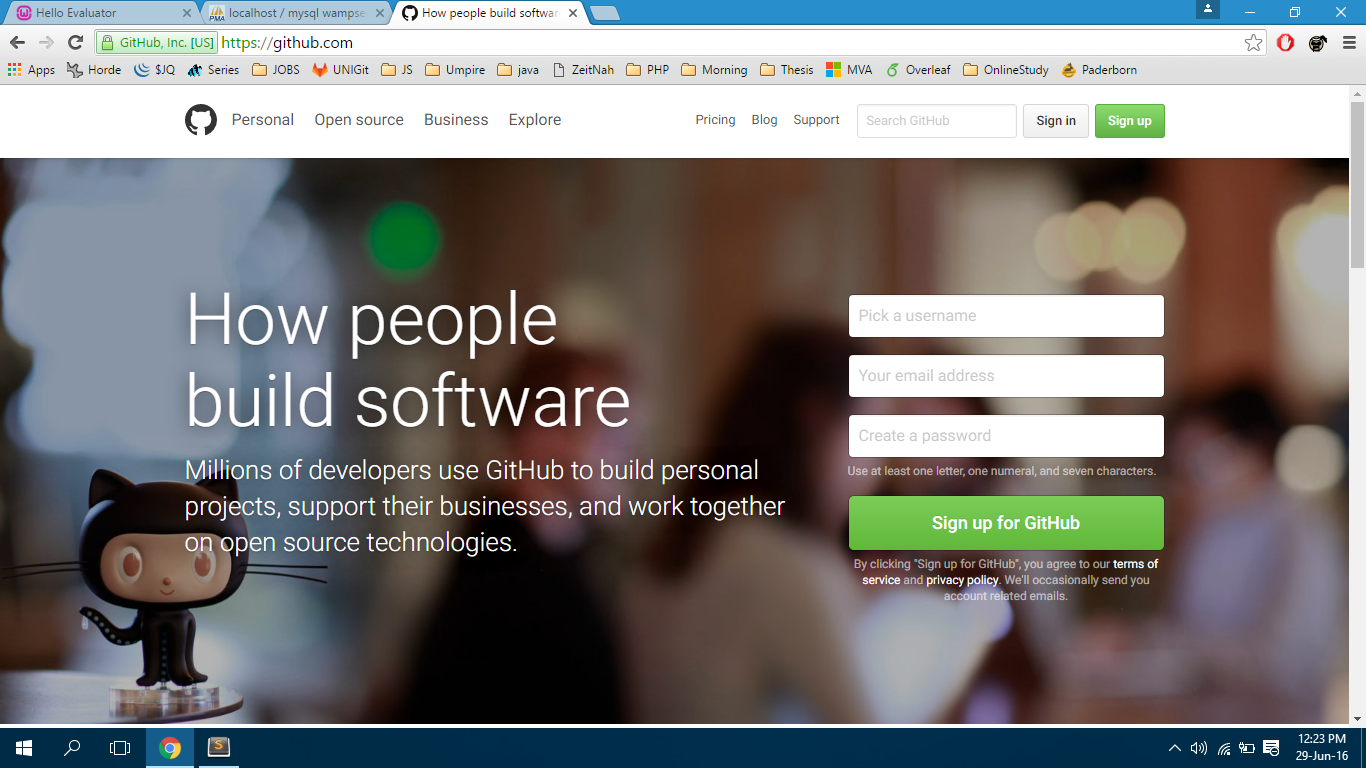 Hello Evaluator
localhost / mysql wampse
How people build softwar
GitHub, Inc. [US] https://github.com
Apps Horde $JQ Series JOBS UNIGit JS Umpire java ZeitNah PHP Morning Thesis MVA Overleaf OnlineStudy Paderborn
Personal Open source Business Explore Pricing Blog Support Search GitHub Sign in Sign up
How people
build software
Millions of developers use GitHub to build personal
projects, support their businesses, and work together
on open source technologies.
Pick a username
Your email address
Create a password
Use at least one letter, one numeral, and seven characters.
Sign up for GitHub
By clicking "Sign up for GitHub", you agree to our terms of
service and privacy policy. We'll occasionally send you
account related emails.
12:23 PM
29-Jun-16